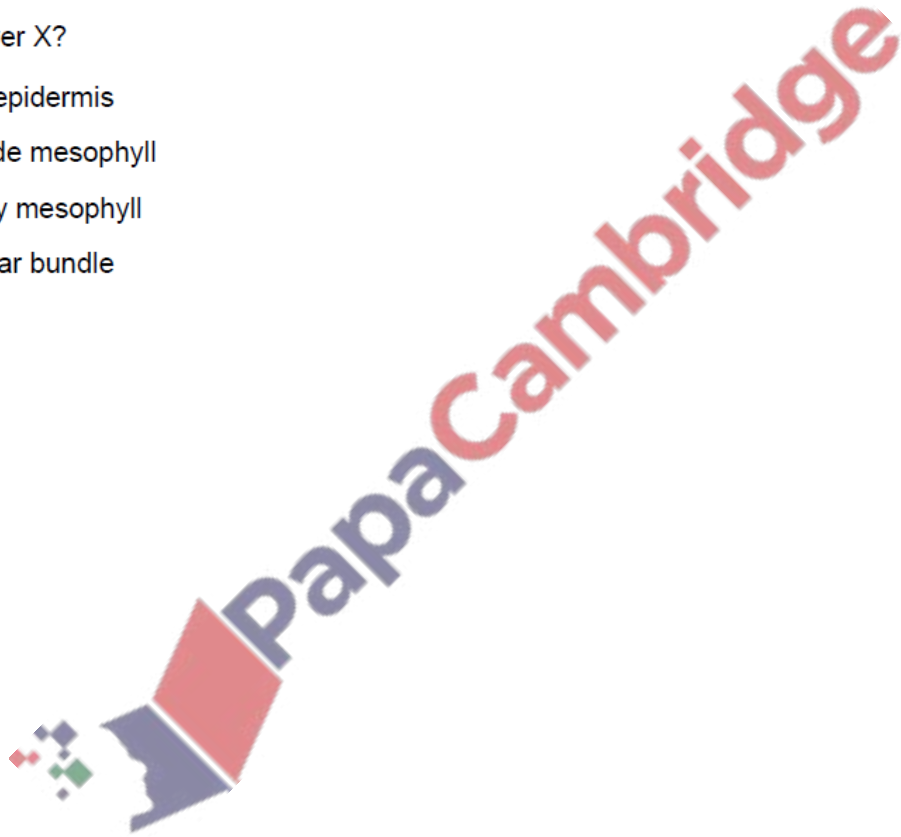 er X?
epidermis
de mesophyll
y mesophyll
ar bundle
PapaCambridge